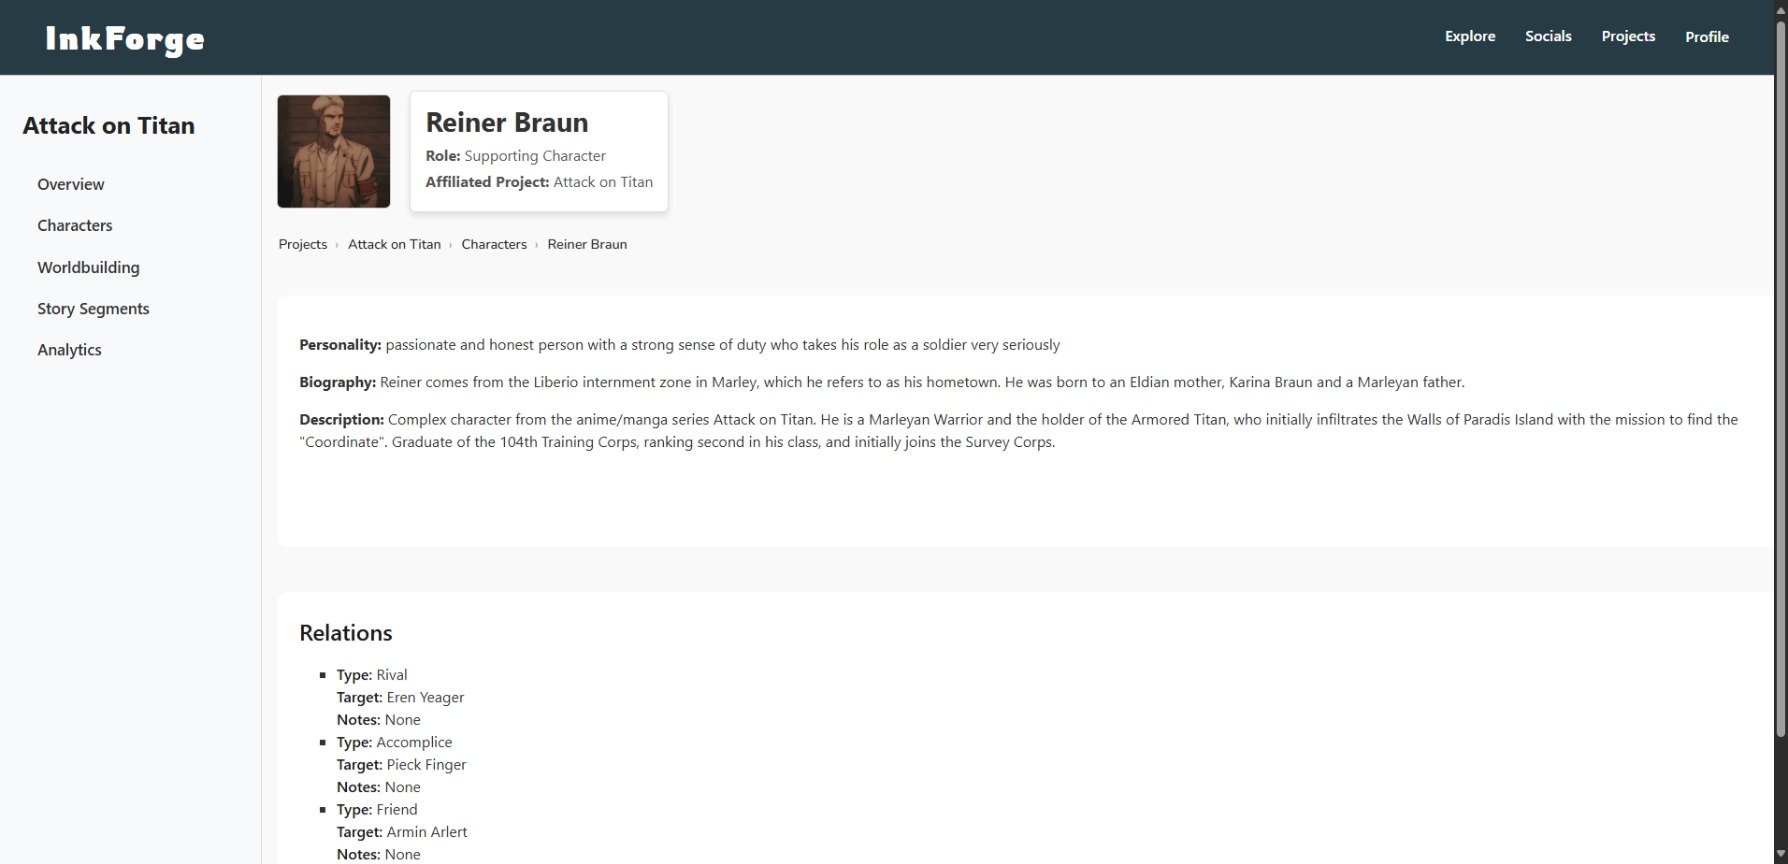 InkForge
Explore Socials Projects Profile
Attack on Titan
Overview
Characters
Worldbuilding
Story Segments
Analytics
Reiner Braun
Role: Supporting Character
Affiliated Project: Attack on Titan
Projects › Attack on Titan › Characters › Reiner Braun
Personality: passionate and honest person with a strong sense of duty who takes his role as a soldier very seriously
Biography: Reiner comes from the Liberio internment zone in Marley, which he refers to as his hometown. He was born to an Eldian mother, Karina Braun and a Marleyan father.
Description: Complex character from the anime/manga series Attack on Titan. He is a Marleyan Warrior and the holder of the Armored Titan, who initially infiltrates the Walls of Paradis Island with the mission to find the
"Coordinate". Graduate of the 104th Training Corps, ranking second in his class, and initially joins the Survey Corps.
Relations
▪ Type: Rival
Target: Eren Yeager
Notes: None
▪ Type: Accomplice
Target: Pieck Finger
Notes: None
▪ Type: Friend
Target: Armin Arlert
Notes: None